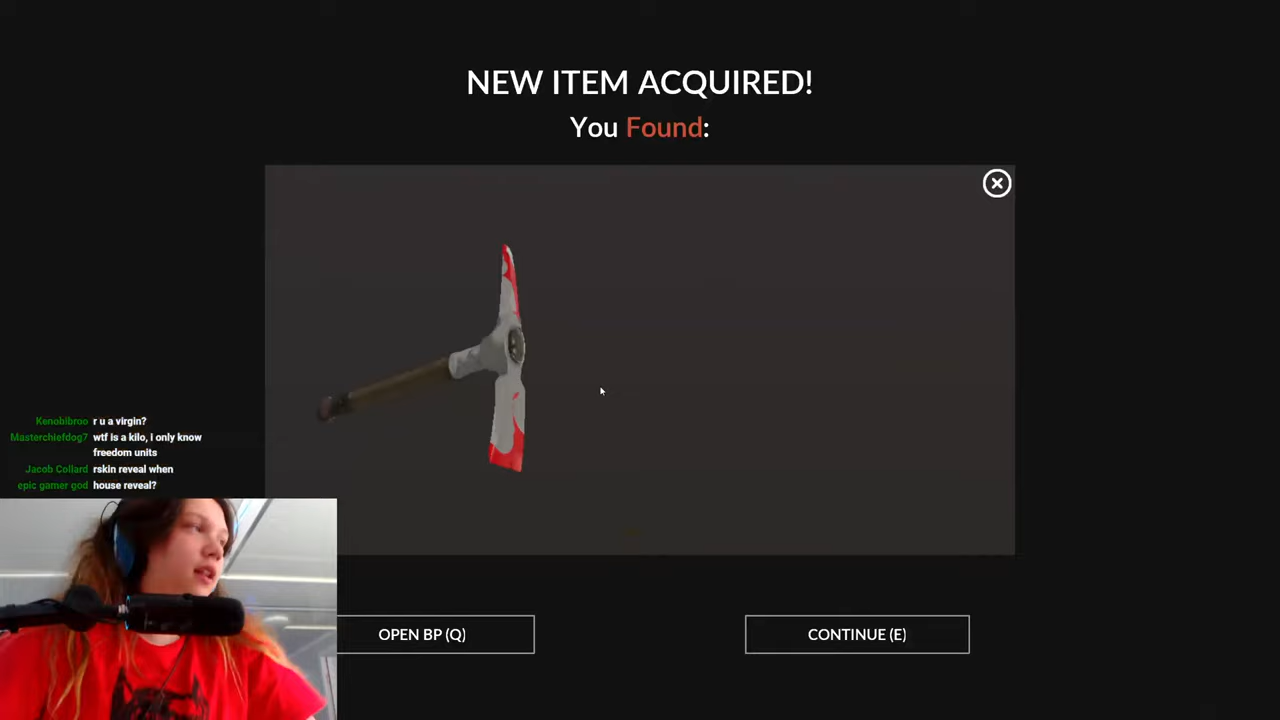 NEW ITEM ACQUIRED!
You Found:
Kenobibroo r u a virgin?
Masterchiefdog7 wtf is a kilo, i only know
freedom units
Jacob Collard rskin reveal when
epic gamer god house reveal?
OPEN BP (Q)
CONTINUE (E)